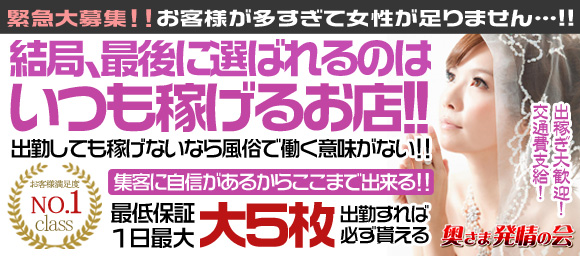 緊急大募集!!お客様が多すぎて女性が足りません…!!
結局、最後に選ばれるのは
いつも稼げるお店!!
出勤しても稼げないなら風俗で働く意味がない!!
お客様満足度
NO.1
class
集客に自信があるからここまで出来る!!
最低保証
1日最大
大5枚
出勤すれば
必ず貰える
出稼ぎ大歓迎!
交通費支給!
奥さま発情の会